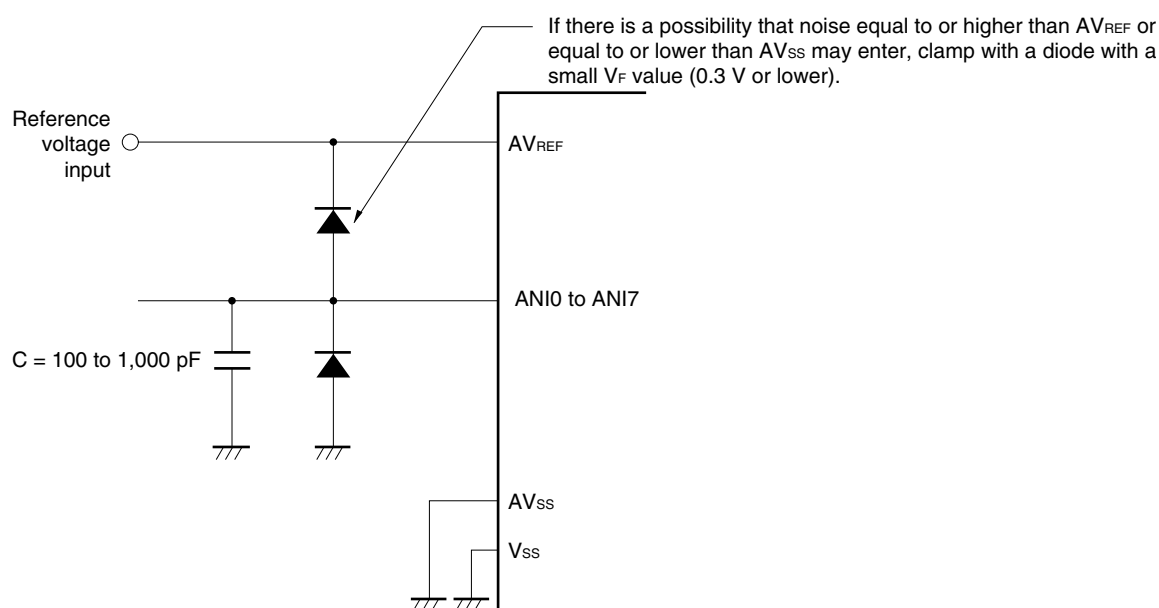 If there is a possibility that noise equal to or higher than AVREF or
equal to or lower than AVSS may enter, clamp with a diode with a
small VF value (0.3 V or lower).
Reference
voltage
input
AVREF
ANI0 to ANI7
C = 100 to 1,000 pF
AVSS
VSS